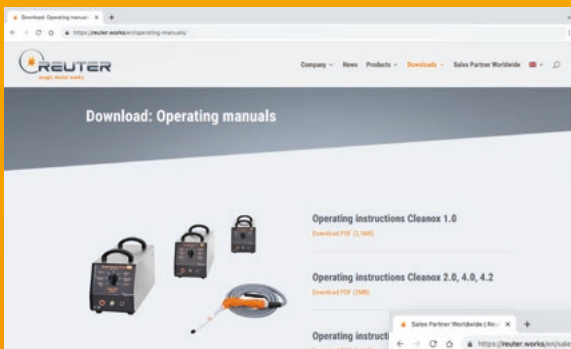 Download: Operating manuals
https://reuter.works/en/operating-manuals/
REUTER
magic metal works
Company
News
Products
Downloads
Sales Partner Worldwide
Download: Operating manuals
Operating instructions Cleanox 1.0
Download PDF (2,1MB)
Operating instructions Cleanox 2.0, 4.0, 4.2
Download PDF (2MB)
Operating instructi
Sales Partner Worldwide | Reu
https://reuter.works/en/sale